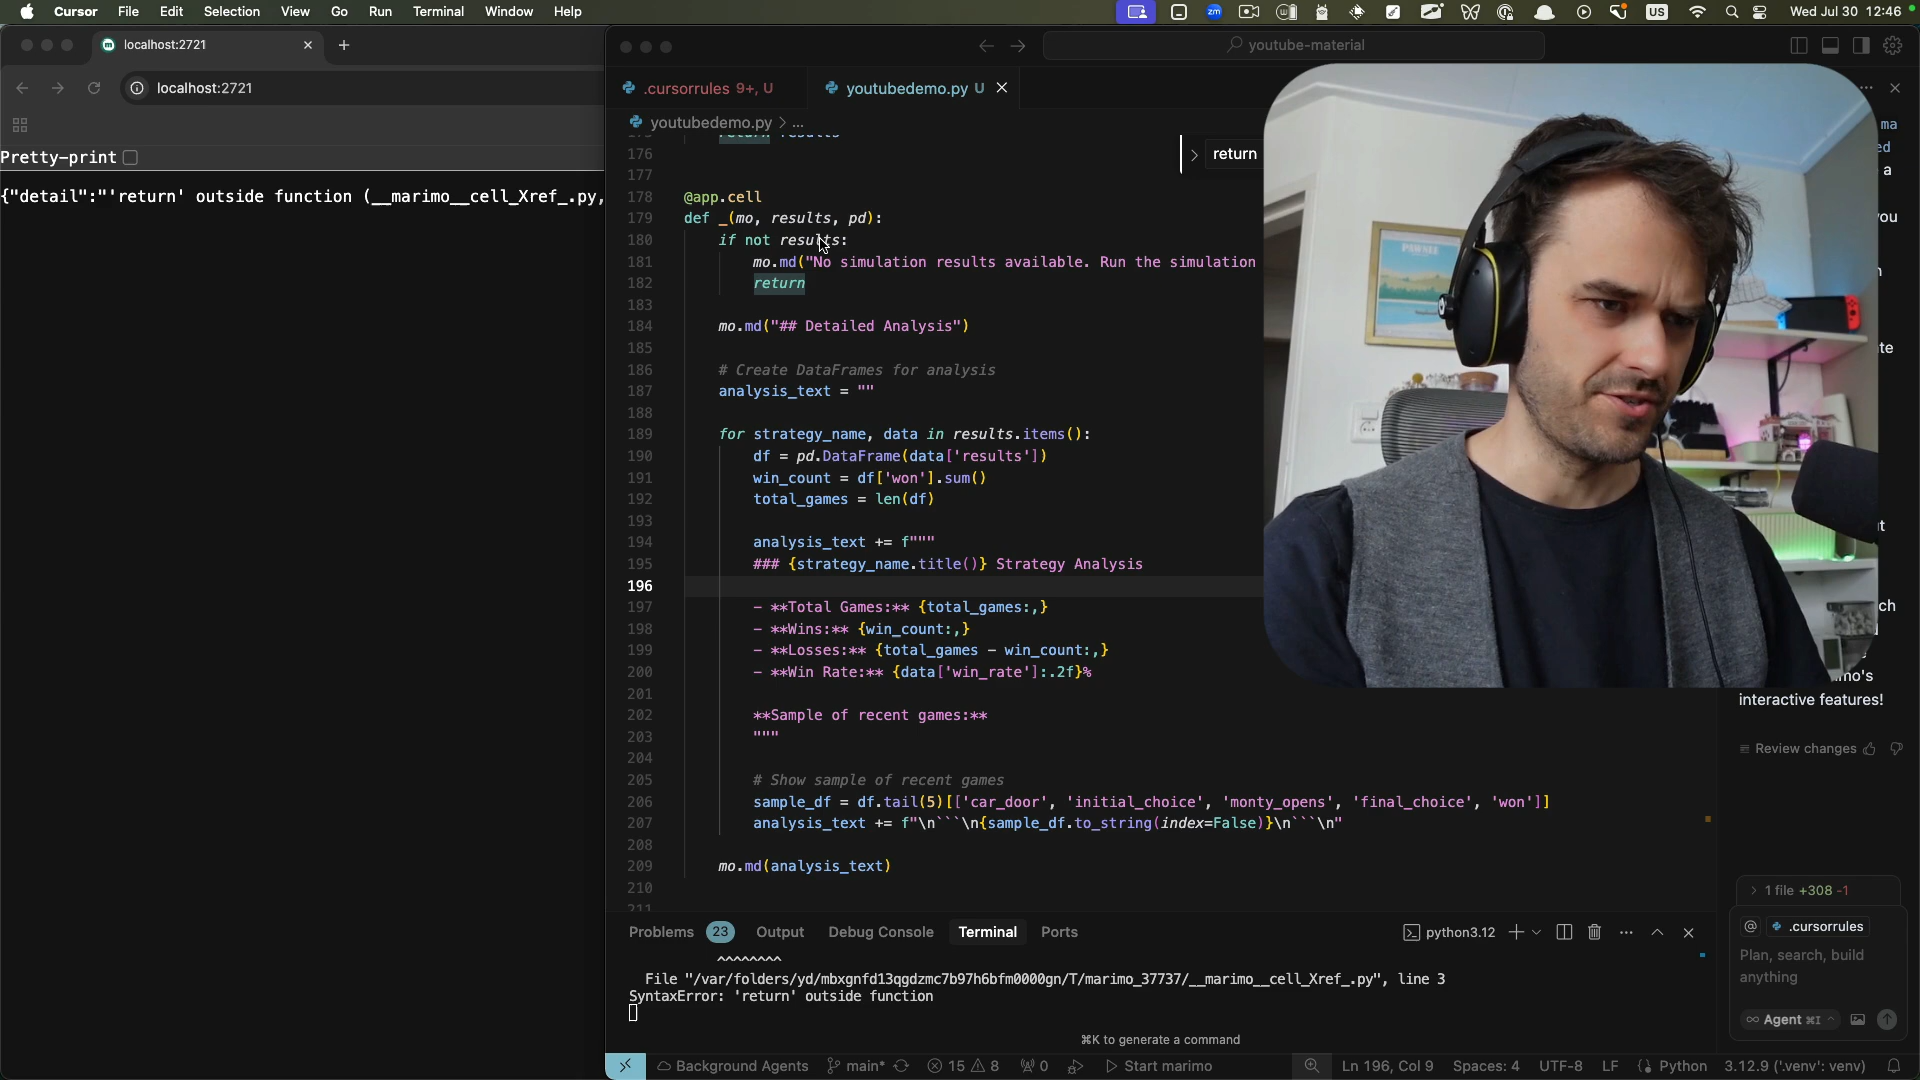 Cursor File Edit Selection View Go Run Terminal Window Help
zm
US
Wed Jul 30 12:46
localhost:2721
youtube-material
localhost:2721
.cursorrules 9+, U
youtubedemo.py U
youtubedemo.py > ...
Pretty-print
{"detail":"'return' outside function (__marimo__cell_Xref_.py,
return
return results
176
177
178 @app.cell
179 def _(mo, results, pd):
180 if not results:
181 mo.md("No simulation results available. Run the simulation
182 return
183
184 mo.md("## Detailed Analysis")
185
186 # Create DataFrames for analysis
187 analysis_text = ""
188
189 for strategy_name, data in results.items():
190 df = pd.DataFrame(data['results'])
191 win_count = df['won'].sum()
192 total_games = len(df)
193
194 analysis_text += f"""
195 ### {strategy_name.title()} Strategy Analysis
196
197 - **Total Games:** {total_games:,}
198 - **Wins:** {win_count:,}
199 - **Losses:** {total_games - win_count:,}
200 - **Win Rate:** {data['win_rate']:.2f}%
201
202 **Sample of recent games:**
203 """
204
205 # Show sample of recent games
206 sample_df = df.tail(5)[['car_door', 'initial_choice', 'monty_opens', 'final_choice', 'won']]
207 analysis_text += f"\n```\n{sample_df.to_string(index=False)}\n```\n"
208
209 mo.md(analysis_text)
210
211
ma
ed
a
you
te
ch
mo's
interactive features!
Review changes
> 1 file +308 -1
@ .cursorrules
Plan, search, build
anything
∞ Agent ⌘I
Problems 23 Output Debug Console Terminal Ports
python3.12
^^^^^^^^
File "/var/folders/yd/mbxgnfd13qgdzmc7b97h6bfm0000gn/T/marimo_37737/__marimo__cell_Xref_.py", line 3
SyntaxError: 'return' outside function
⌘K to generate a command
Background Agents main* 15 8 0 Start marimo Ln 196, Col 9 Spaces: 4 UTF-8 LF Python 3.12.9 ('.venv': venv)